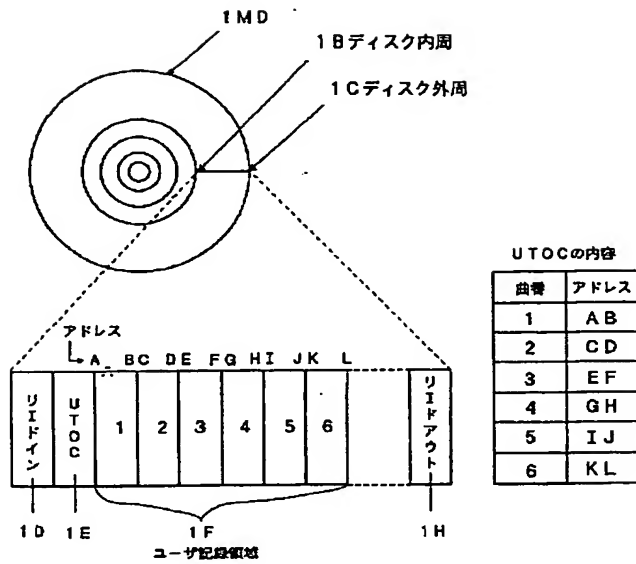 1MD
1Bディスク内周
1Cディスク外周
UTOCの内容
曲番 アドレス
1 AB
2 CD
3 EF
4 GH
5 IJ
6 KL
アドレス
A BC DE FG HI JK L
リードイン
UTOC
1 2 3 4 5 6
リードアウト
1D 1E 1F 1H
ユーザ記録領域